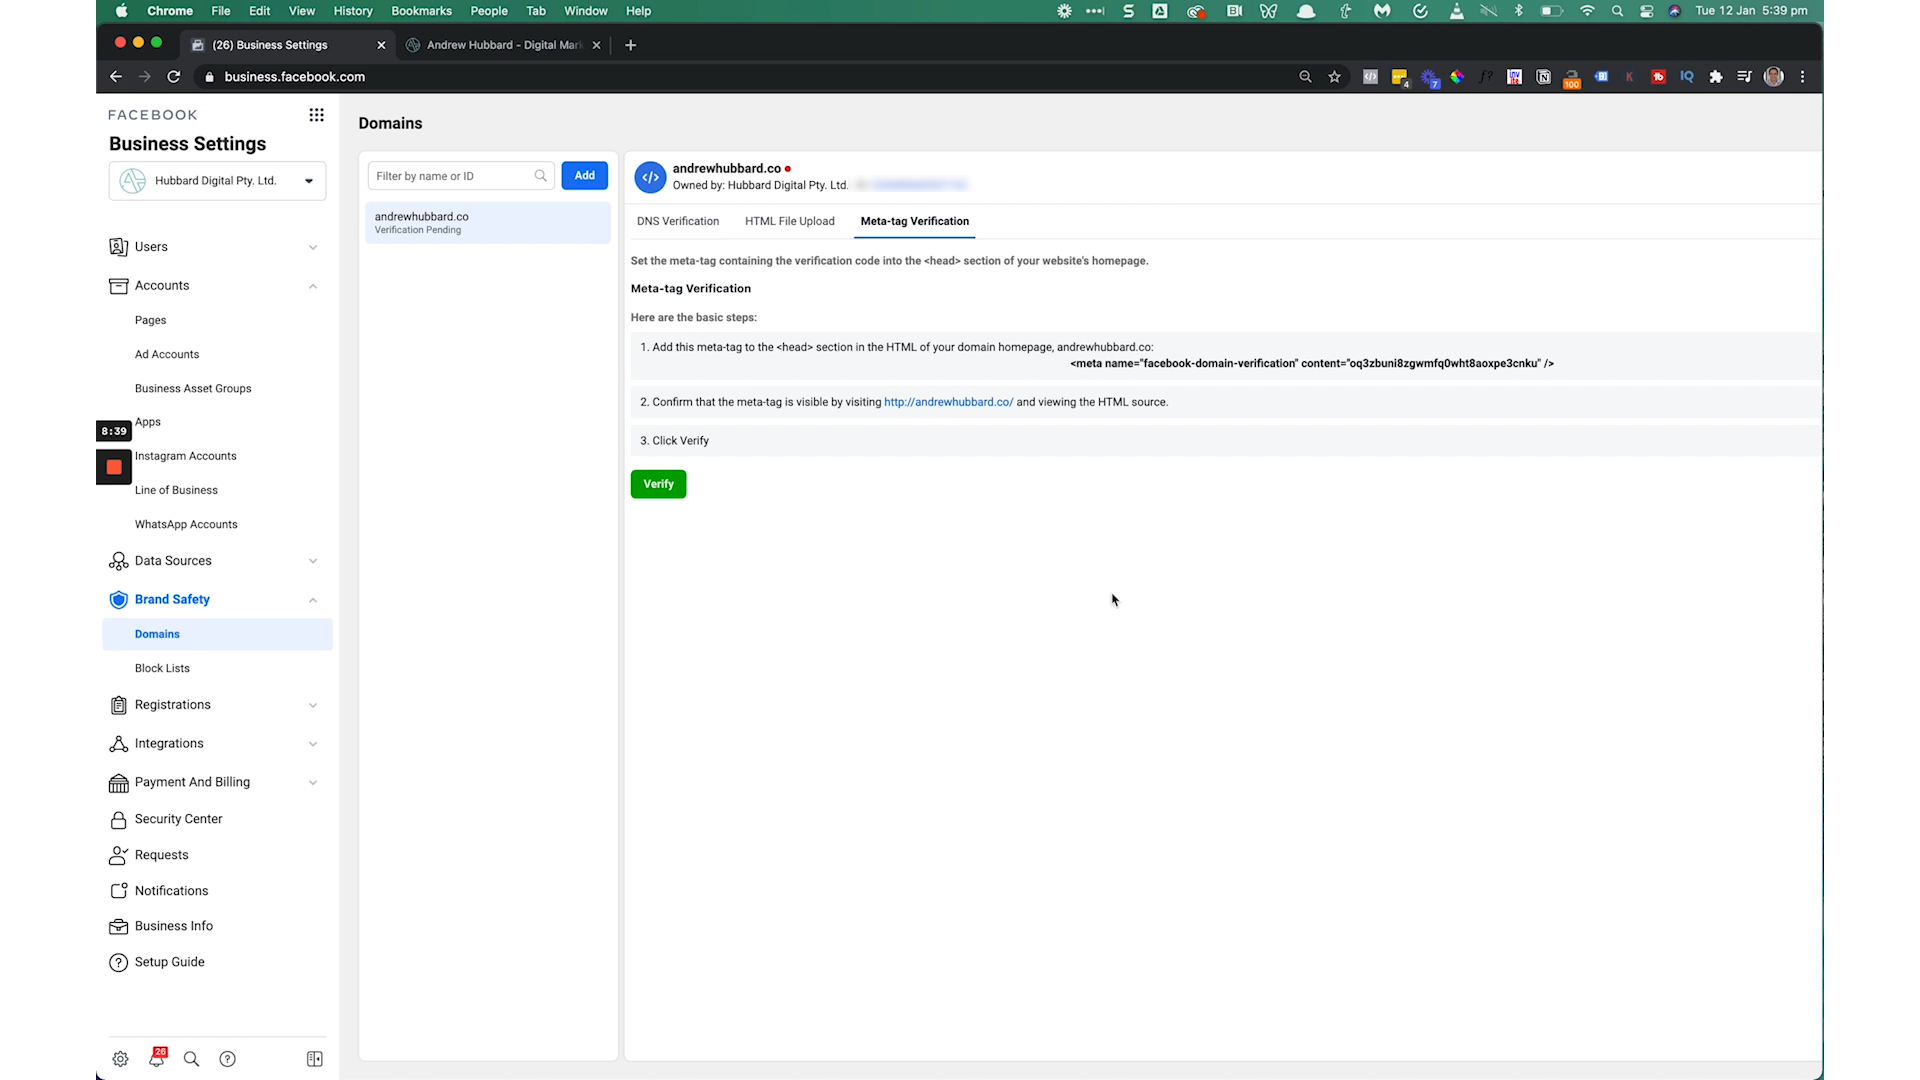 Chrome File Edit View History Bookmarks People Tab Window Help
Tue 12 Jan 5:39 pm
(26) Business Settings
Andrew Hubbard - Digital Mark
business.facebook.com
4
7
100
FACEBOOK
Business Settings
Hubbard Digital Pty. Ltd.
Users
Accounts
Pages
Ad Accounts
Business Asset Groups
Apps
8:39
Instagram Accounts
Line of Business
WhatsApp Accounts
Data Sources
Brand Safety
Domains
Block Lists
Registrations
Integrations
Payment And Billing
Security Center
Requests
Notifications
Business Info
Setup Guide
26
Domains
Filter by name or ID
Add
andrewhubbard.co
Verification Pending
andrewhubbard.co
Owned by: Hubbard Digital Pty. Ltd.
DNS Verification HTML File Upload Meta-tag Verification
Set the meta-tag containing the verification code into the <head> section of your website's homepage.
Meta-tag Verification
Here are the basic steps:
1. Add this meta-tag to the <head> section in the HTML of your domain homepage, andrewhubbard.co:
<meta name="facebook-domain-verification" content="oq3zbuni8zgwmfq0wht8aoxpe3cnku" />
2. Confirm that the meta-tag is visible by visiting http://andrewhubbard.co/ and viewing the HTML source.
3. Click Verify
Verify